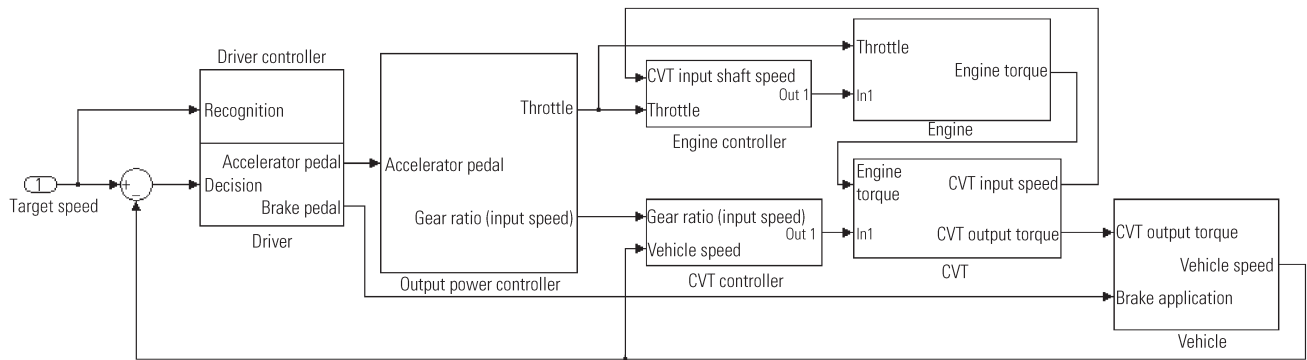 1
Target speed
+
−
Driver controller
Recognition
Accelerator pedal
Decision
Brake pedal
Driver
Throttle
Accelerator pedal
Gear ratio (input speed)
Output power controller
CVT input shaft speed
Out 1
Throttle
Engine controller
Throttle
Engine torque
In1
Engine
Gear ratio (input speed)
Out 1
Vehicle speed
CVT controller
Engine
torque
CVT input speed
In1
CVT output torque
CVT
CVT output torque
Vehicle speed
Brake application
Vehicle